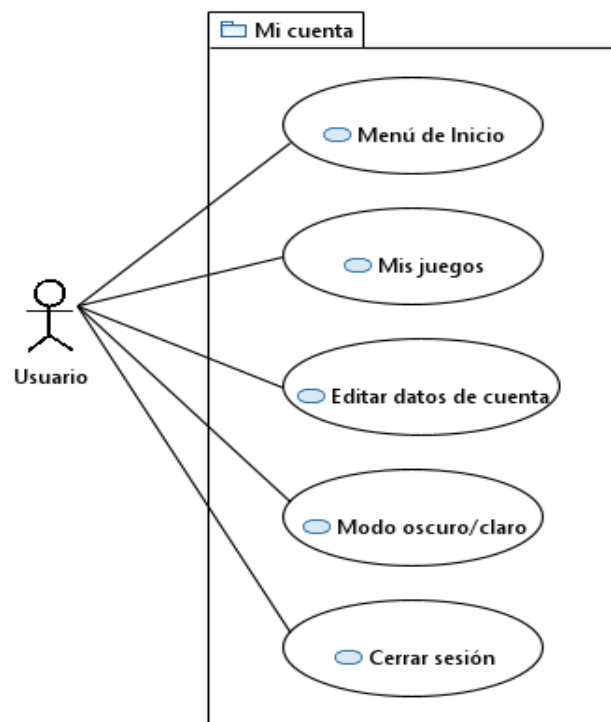 Mi cuenta
Menú de Inicio
Mis juegos
Usuario
Editar datos de cuenta
Modo oscuro/claro
Cerrar sesión